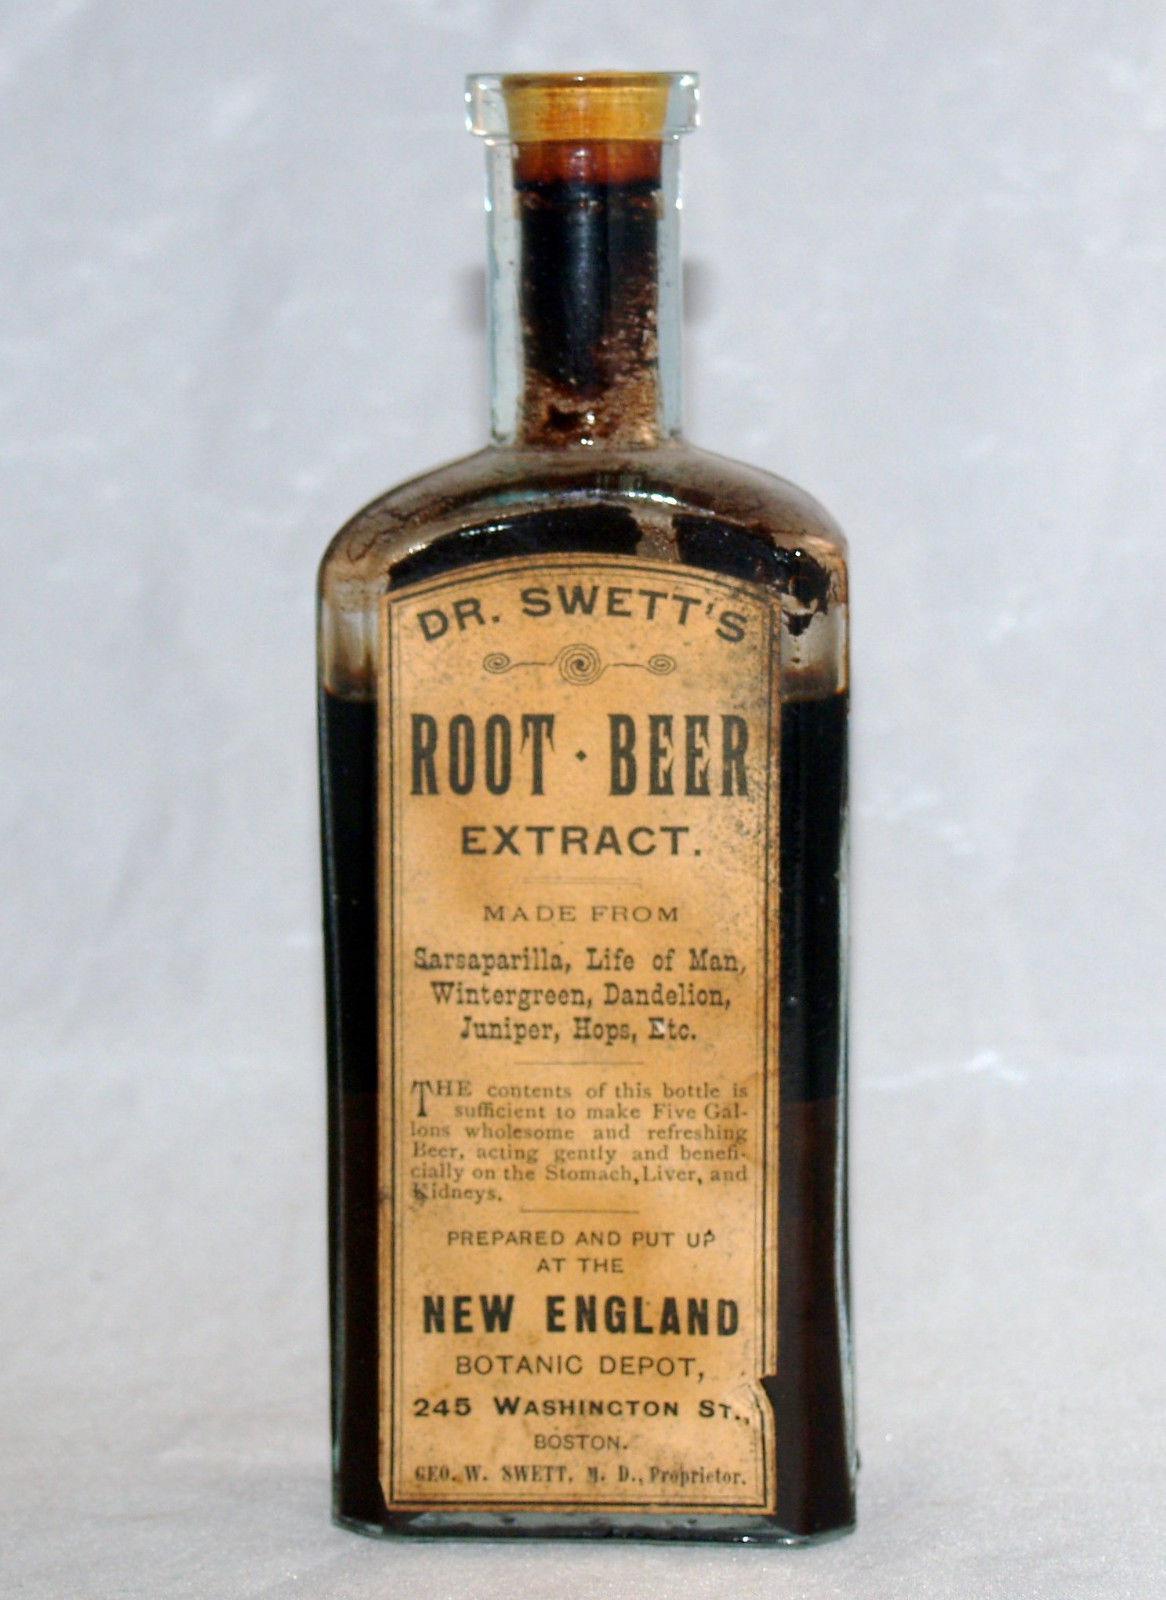 DR. SWETT'S
ROOT · BEER
EXTRACT.
MADE FROM
Sarsaparilla, Life of Man,
Wintergreen, Dandelion,
Juniper, Hops, Etc.
THE contents of this bottle is
sufficient to make Five Gal-
lons wholesome and refreshing
Beer, acting gently and benefi-
cially on the Stomach, Liver, and
Kidneys.
PREPARED AND PUT UP
AT THE
NEW ENGLAND
BOTANIC DEPOT,
245 WASHINGTON ST.,
BOSTON.
GEO. W. SWETT, M. D., Proprietor.